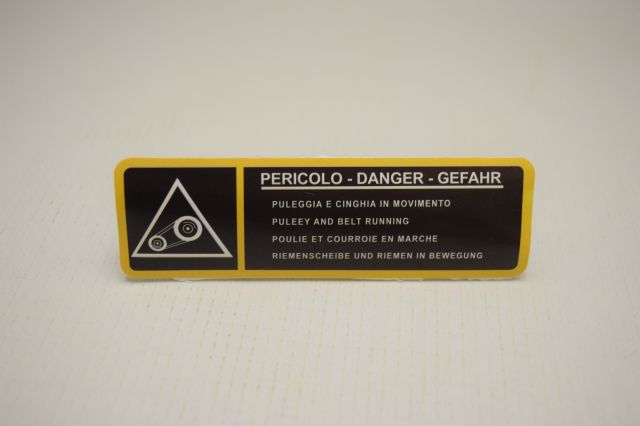 PERICOLO - DANGER - GEFAHR
PULEGGIA E CINGHIA IN MOVIMENTO
PULEEY AND BELT RUNNING
POULIE ET COURROIE EN MARCHE
RIEMENSCHEIBE UND RIEMEN IN BEWEGUNG